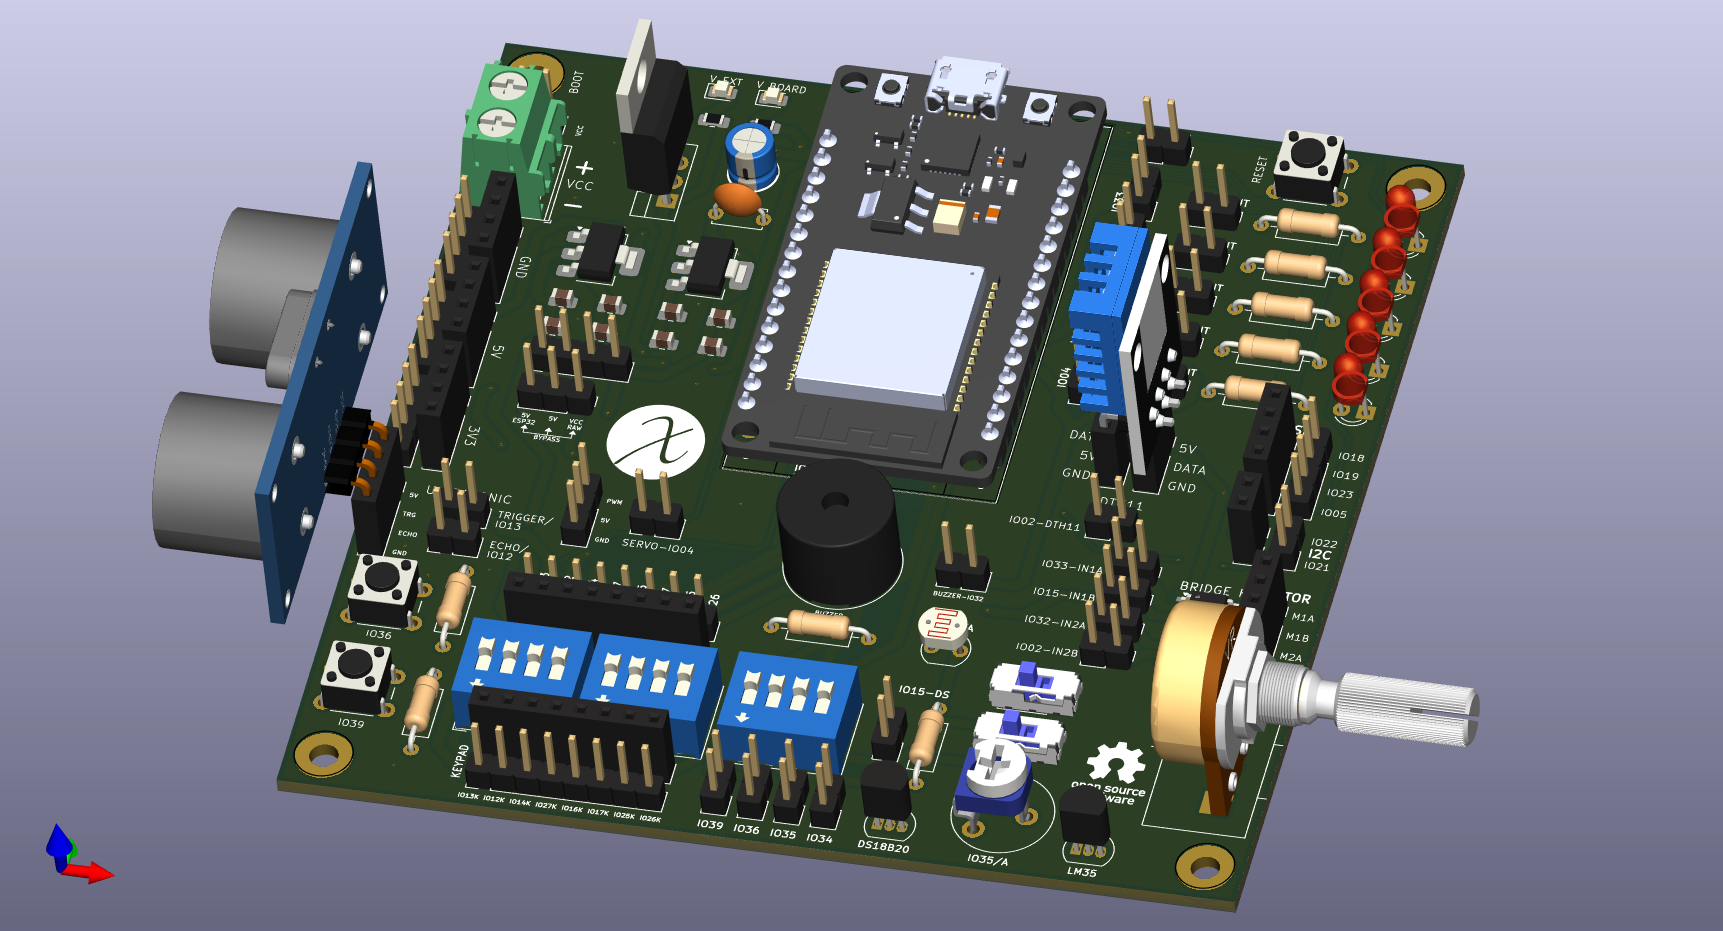 BOOT
V_EXT
V_BOARD
VCC
+
VCC
−
RESET
GND
5V
3V3
5V
ESP32
5V
VCC
RAW
BYPASS
IO33
IO04
5V
TRG
ECHO
GND
TRIGGER/
IO13
ECHO/
IO12
PWM
5V
GND
SERVO-IO04
5V
GND
5V
DATA
GND
IO02-DTH11
IO33-IN1A
IO15-IN1B
IO32-IN2A
IO02-IN2B
BUZZER-IO32
IO18
IO19
IO23
IO05
IO22
I2C
IO21
BRIDGE
M1A
M1B
M2A
IO36
IO39
KEYPAD
IO13K
IO12K
IO14K
IO27K
IO16K
IO17K
IO25K
IO26K
IO39
IO36
IO35
IO34
IO15-DS
DS18B20
IO35/A
LM35
open source